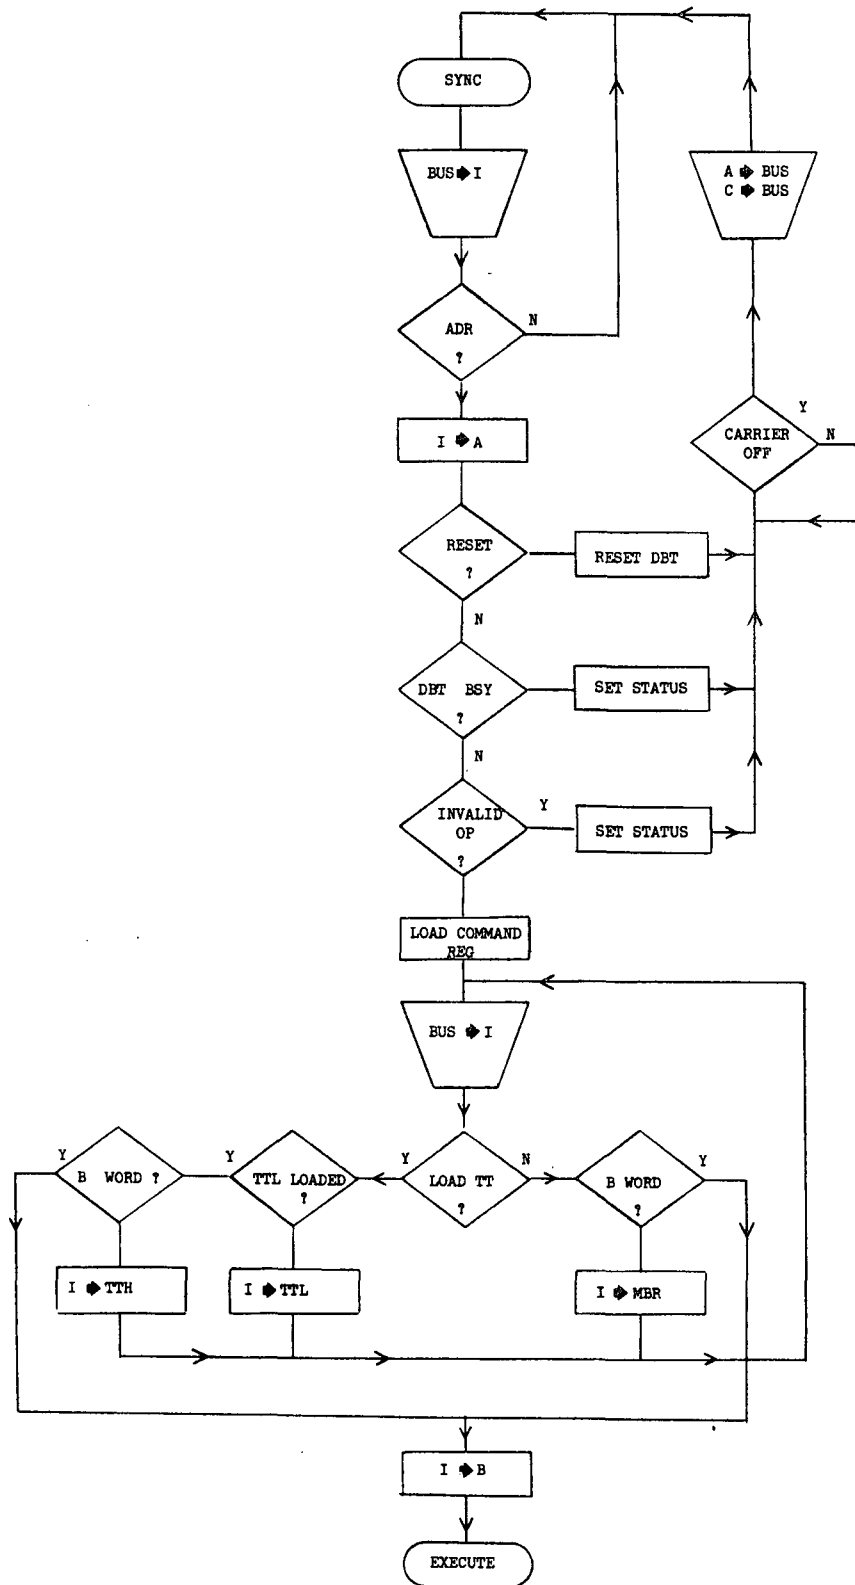 SYNC
BUS ➧ I
A ➧ BUS
C ➧ BUS
ADR
?
N
I ➧ A
Y
CARRIER
OFF
N
RESET
?
RESET DBT
N
DBT BSY
?
SET STATUS
N
INVALID
OP
?
Y
SET STATUS
LOAD COMMAND
REG
BUS ➧ I
Y
B WORD ?
Y
TTL LOADED
?
Y
LOAD TT
?
N
B WORD
?
Y
I ➧ TTH
I ➧ TTL
I ➧ MBR
I ➧ B
EXECUTE